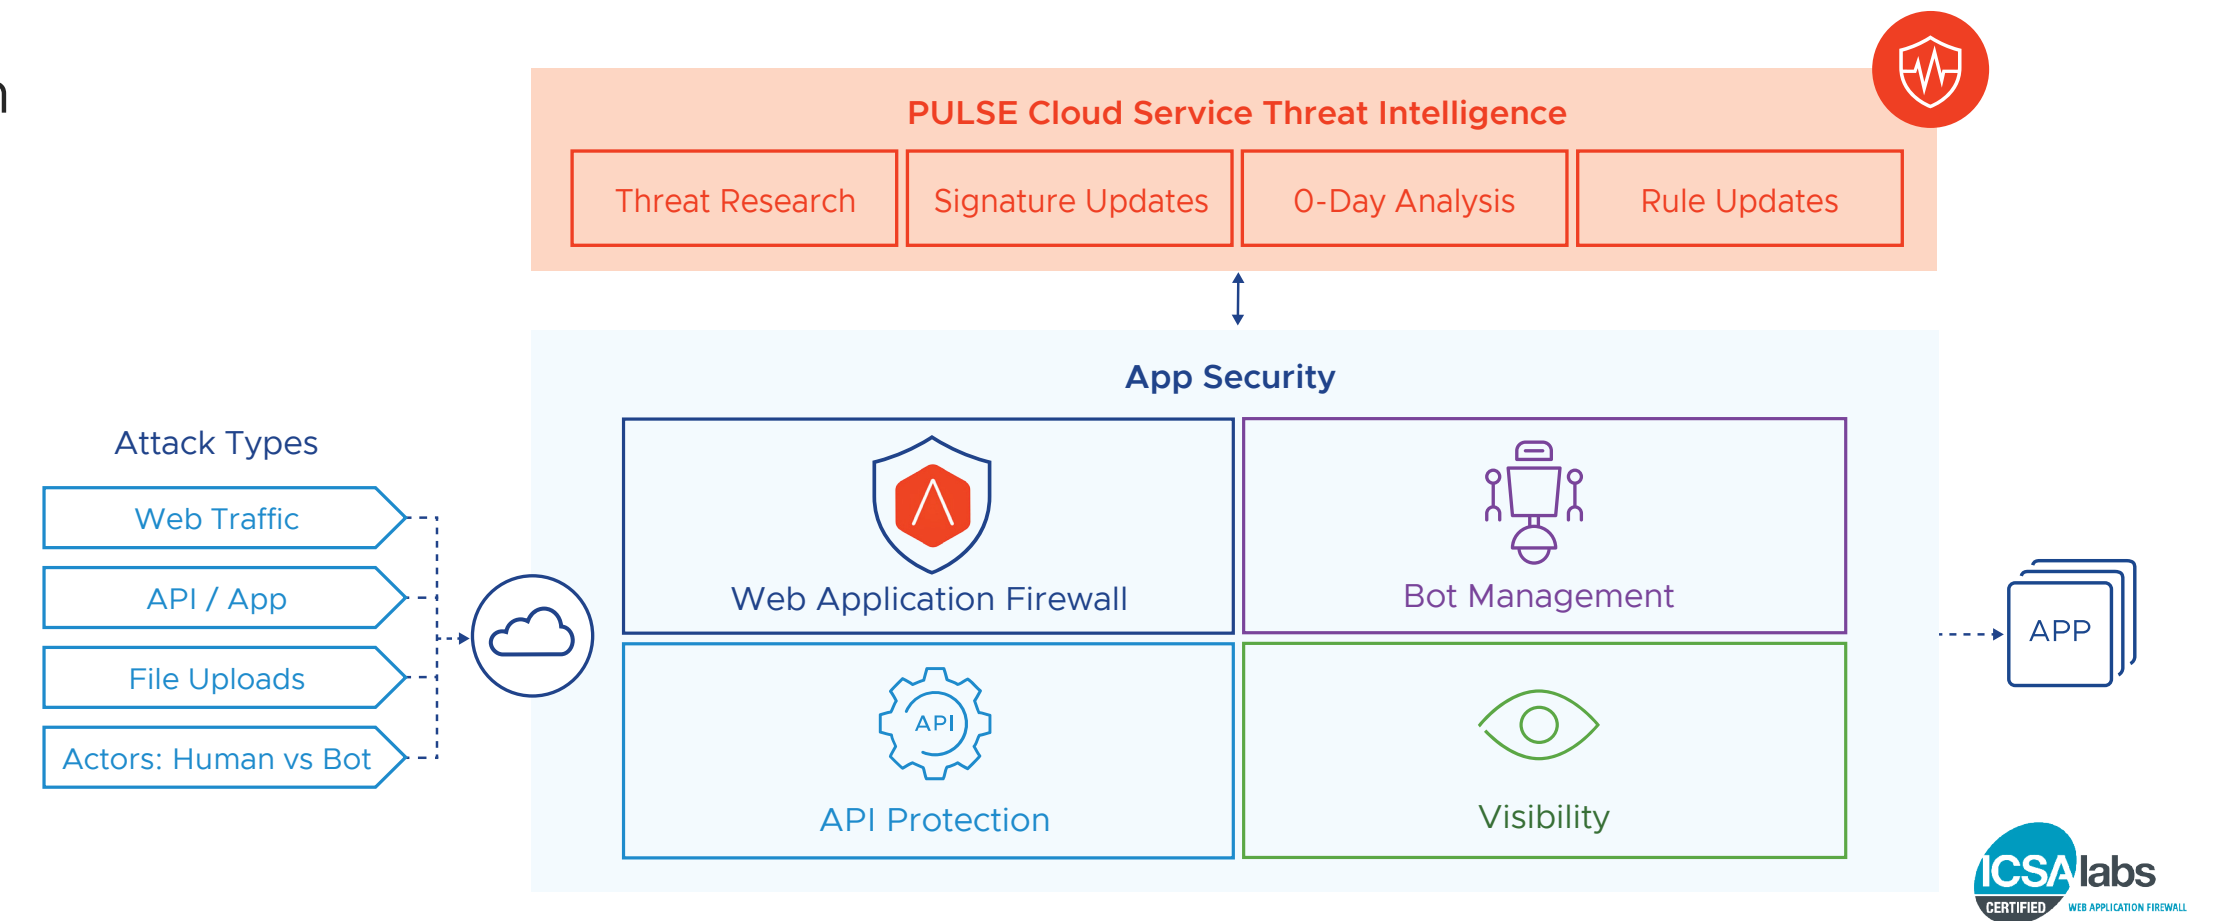 PULSE Cloud Service Threat Intelligence
Threat Research
Signature Updates
0-Day Analysis
Rule Updates
App Security
Attack Types
Web Traffic
API / App
File Uploads
Actors: Human vs Bot
Web Application Firewall
Bot Management
API
API Protection
Visibility
APP
ICSA labs
CERTIFIED
WEB APPLICATION FIREWALL